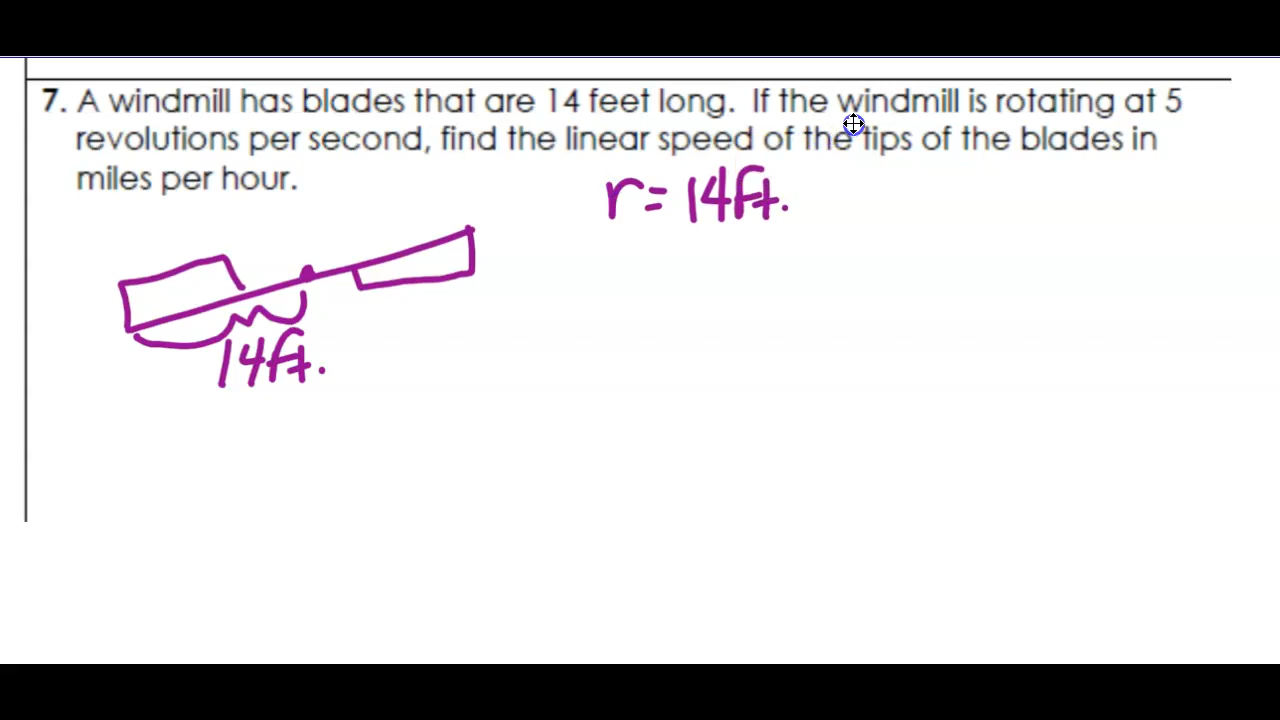 7. A windmill has blades that are 14 feet long. If the windmill is rotating at 5
revolutions per second, find the linear speed of the tips of the blades in
miles per hour.
r = 14ft.
14ft.